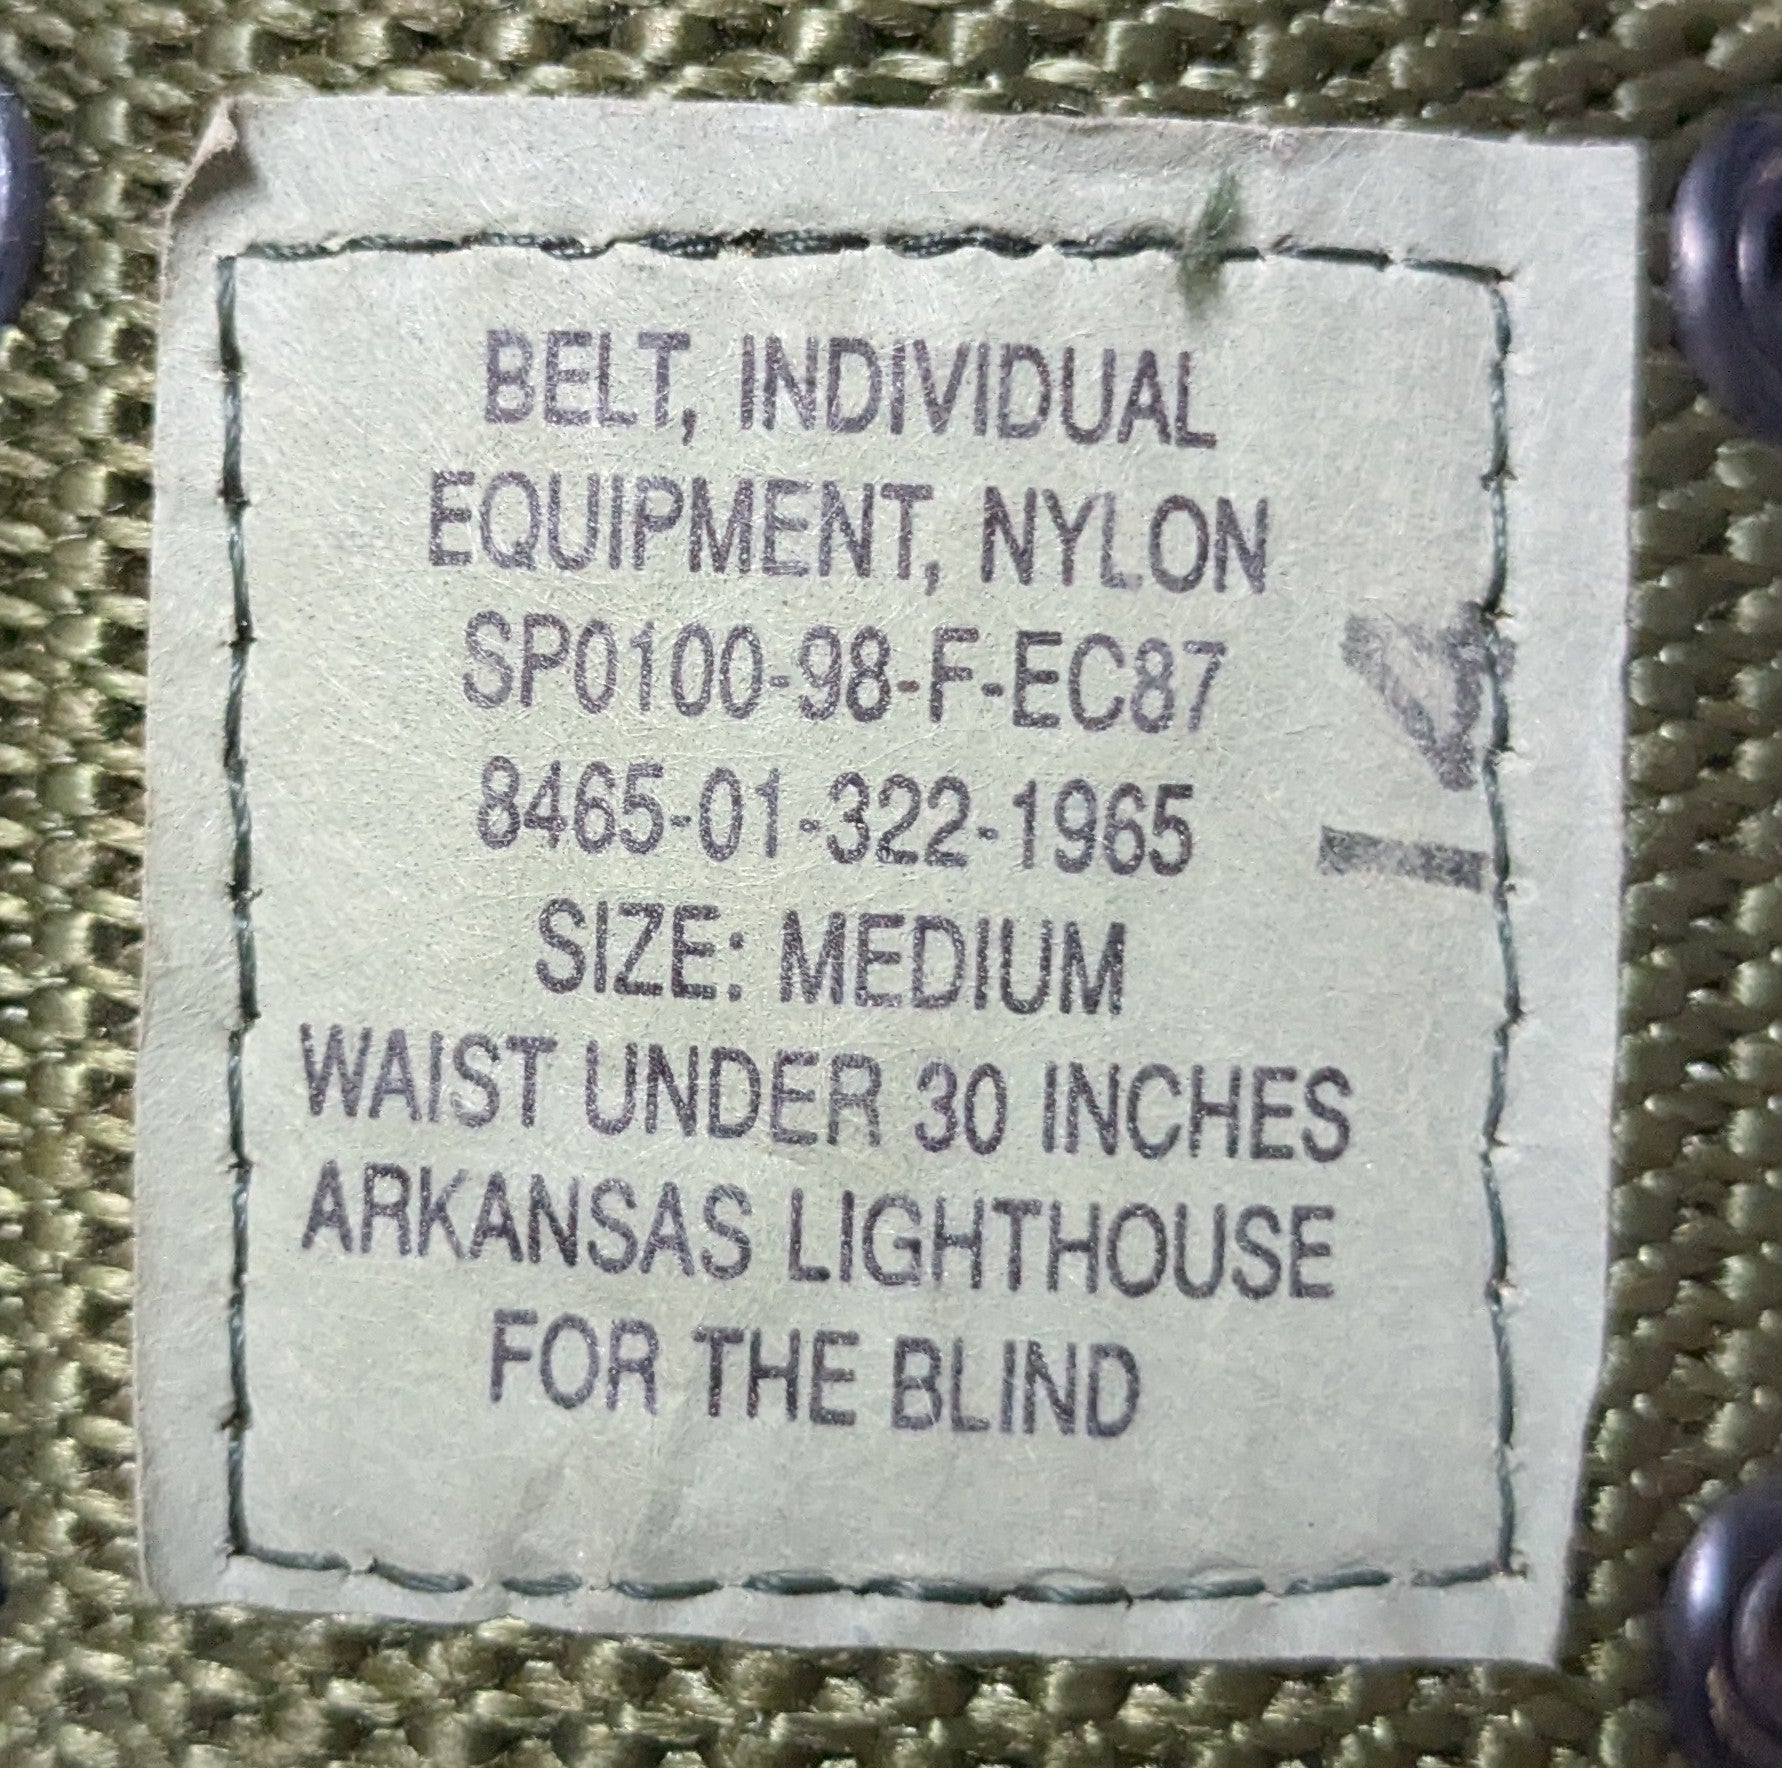 BELT, INDIVIDUAL
EQUIPMENT, NYLON
SP0100-98-F-EC87
8465-01-322-1965
SIZE: MEDIUM
WAIST UNDER 30 INCHES
ARKANSAS LIGHTHOUSE
FOR THE BLIND
14